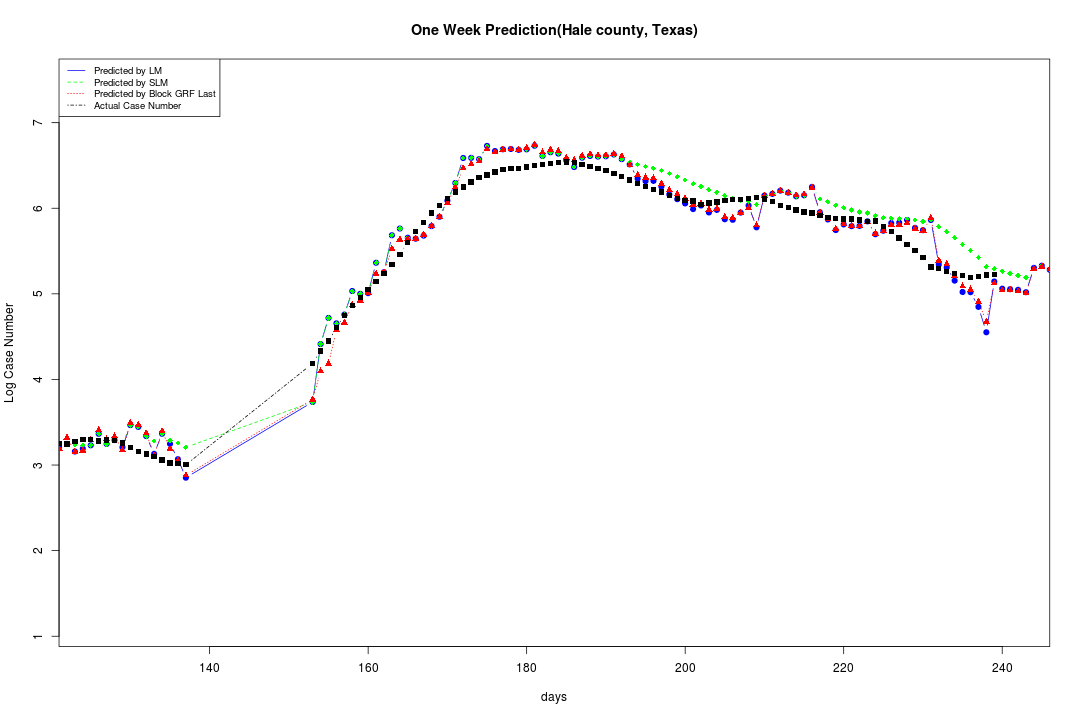 One Week Prediction(Hale county, Texas)
Predicted by LM
Predicted by SLM
Predicted by Block GRF Last
Actual Case Number
7
6
5
4
3
2
1
Log Case Number
140 160 180 200 220 240
days